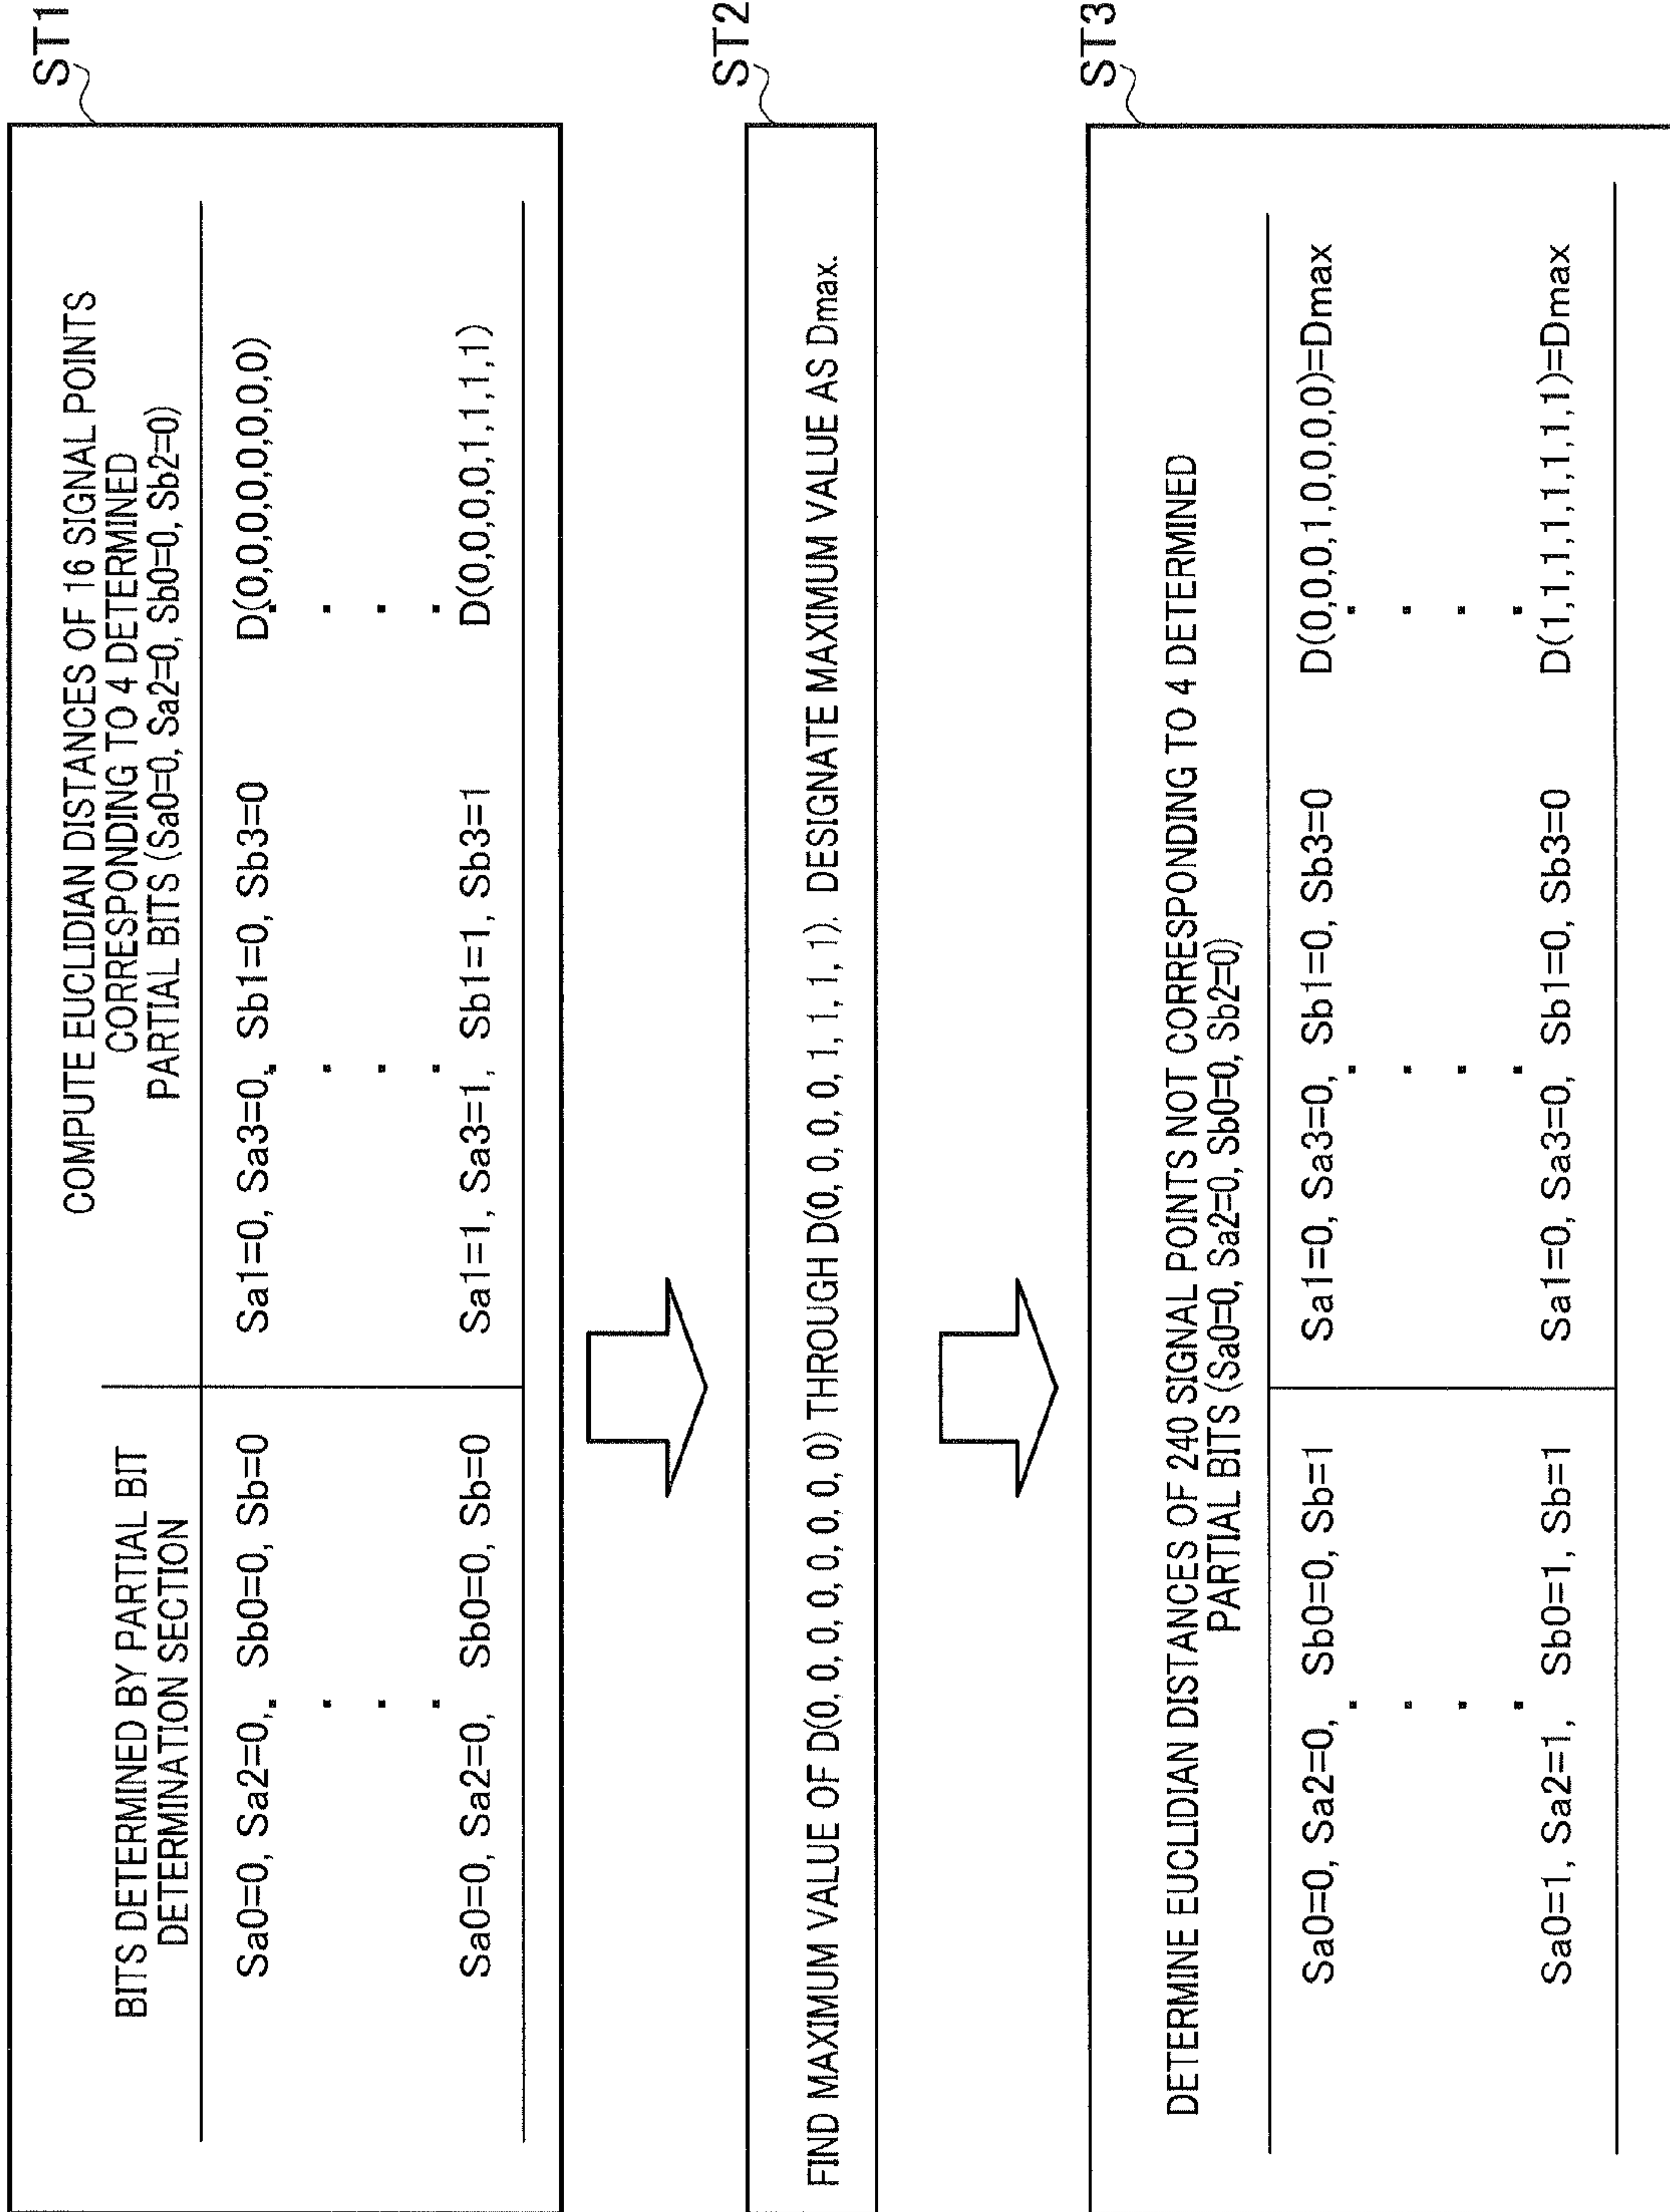 ST1
BITS DETERMINED BY PARTIAL BIT
DETERMINATION SECTION
COMPUTE EUCLIDIAN DISTANCES OF 16 SIGNAL POINTS
CORRESPONDING TO 4 DETERMINED
PARTIAL BITS (Sa0=0, Sa2=0, Sb0=0, Sb2=0)
Sa0=0, Sa2=0, Sb0=0, Sb=0 Sa1=0, Sa3=0, Sb1=0, Sb3=0 D(0,0,0,0,0,0,0,0)
Sa0=0, Sa2=0, Sb0=0, Sb=0 Sa1=1, Sa3=1, Sb1=1, Sb3=1 D(0,0,0,0,1,1,1,1)
ST2
FIND MAXIMUM VALUE OF D(0, 0, 0, 0, 0, 0, 0, 0) THROUGH D(0, 0, 0, 0, 1, 1, 1, 1). DESIGNATE MAXIMUM VALUE AS Dmax.
ST3
DETERMINE EUCLIDIAN DISTANCES OF 240 SIGNAL POINTS NOT CORRESPONDING TO 4 DETERMINED
PARTIAL BITS (Sa0=0, Sa2=0, Sb0=0, Sb2=0)
Sa0=0, Sa2=0, Sb0=0, Sb=1 Sa1=0, Sa3=0, Sb1=0, Sb3=0 D(0,0,0,1,0,0,0,0)=Dmax
Sa0=1, Sa2=1, Sb0=1, Sb=1 Sa1=0, Sa3=0, Sb1=0, Sb3=0 D(1,1,1,1,1,1,1,1)=Dmax